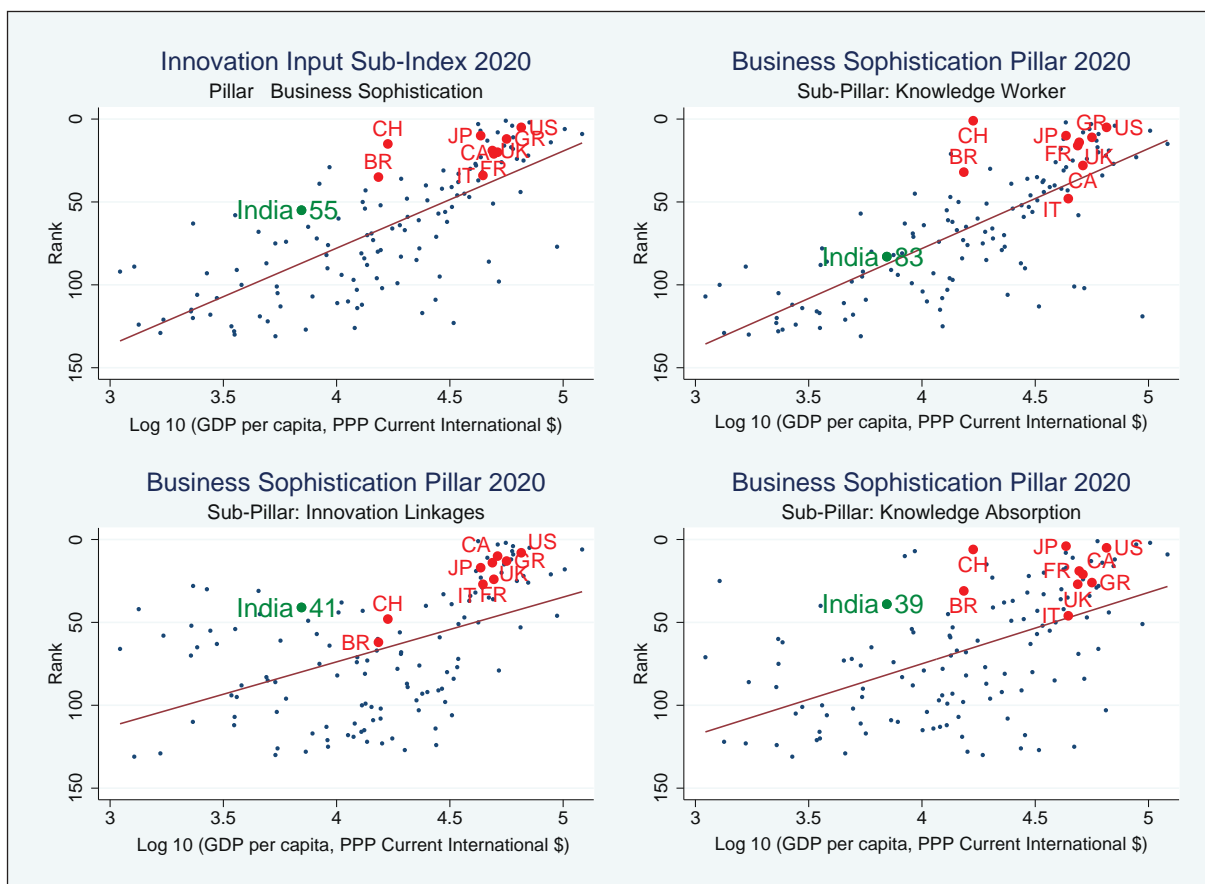 Innovation Input Sub-Index 2020
Pillar Business Sophistication
Rank
0
50
100
150
CH
BR
JP
US
GR
CA
UK
FR
IT
India 55
3
3.5
4
4.5
5
Log 10 (GDP per capita, PPP Current International $)
Business Sophistication Pillar 2020
Sub-Pillar: Knowledge Worker
Rank
0
50
100
150
CH
BR
JP
GR
US
FR
UK
CA
IT
India 83
3
3.5
4
4.5
5
Log 10 (GDP per capita, PPP Current International $)
Business Sophistication Pillar 2020
Sub-Pillar: Innovation Linkages
Rank
0
50
100
150
CA
US
GR
JP
UK
IT
FR
CH
BR
India 41
3
3.5
4
4.5
5
Log 10 (GDP per capita, PPP Current International $)
Business Sophistication Pillar 2020
Sub-Pillar: Knowledge Absorption
Rank
0
50
100
150
JP
US
CH
CA
FR
GR
BR
UK
IT
India 39
3
3.5
4
4.5
5
Log 10 (GDP per capita, PPP Current International $)